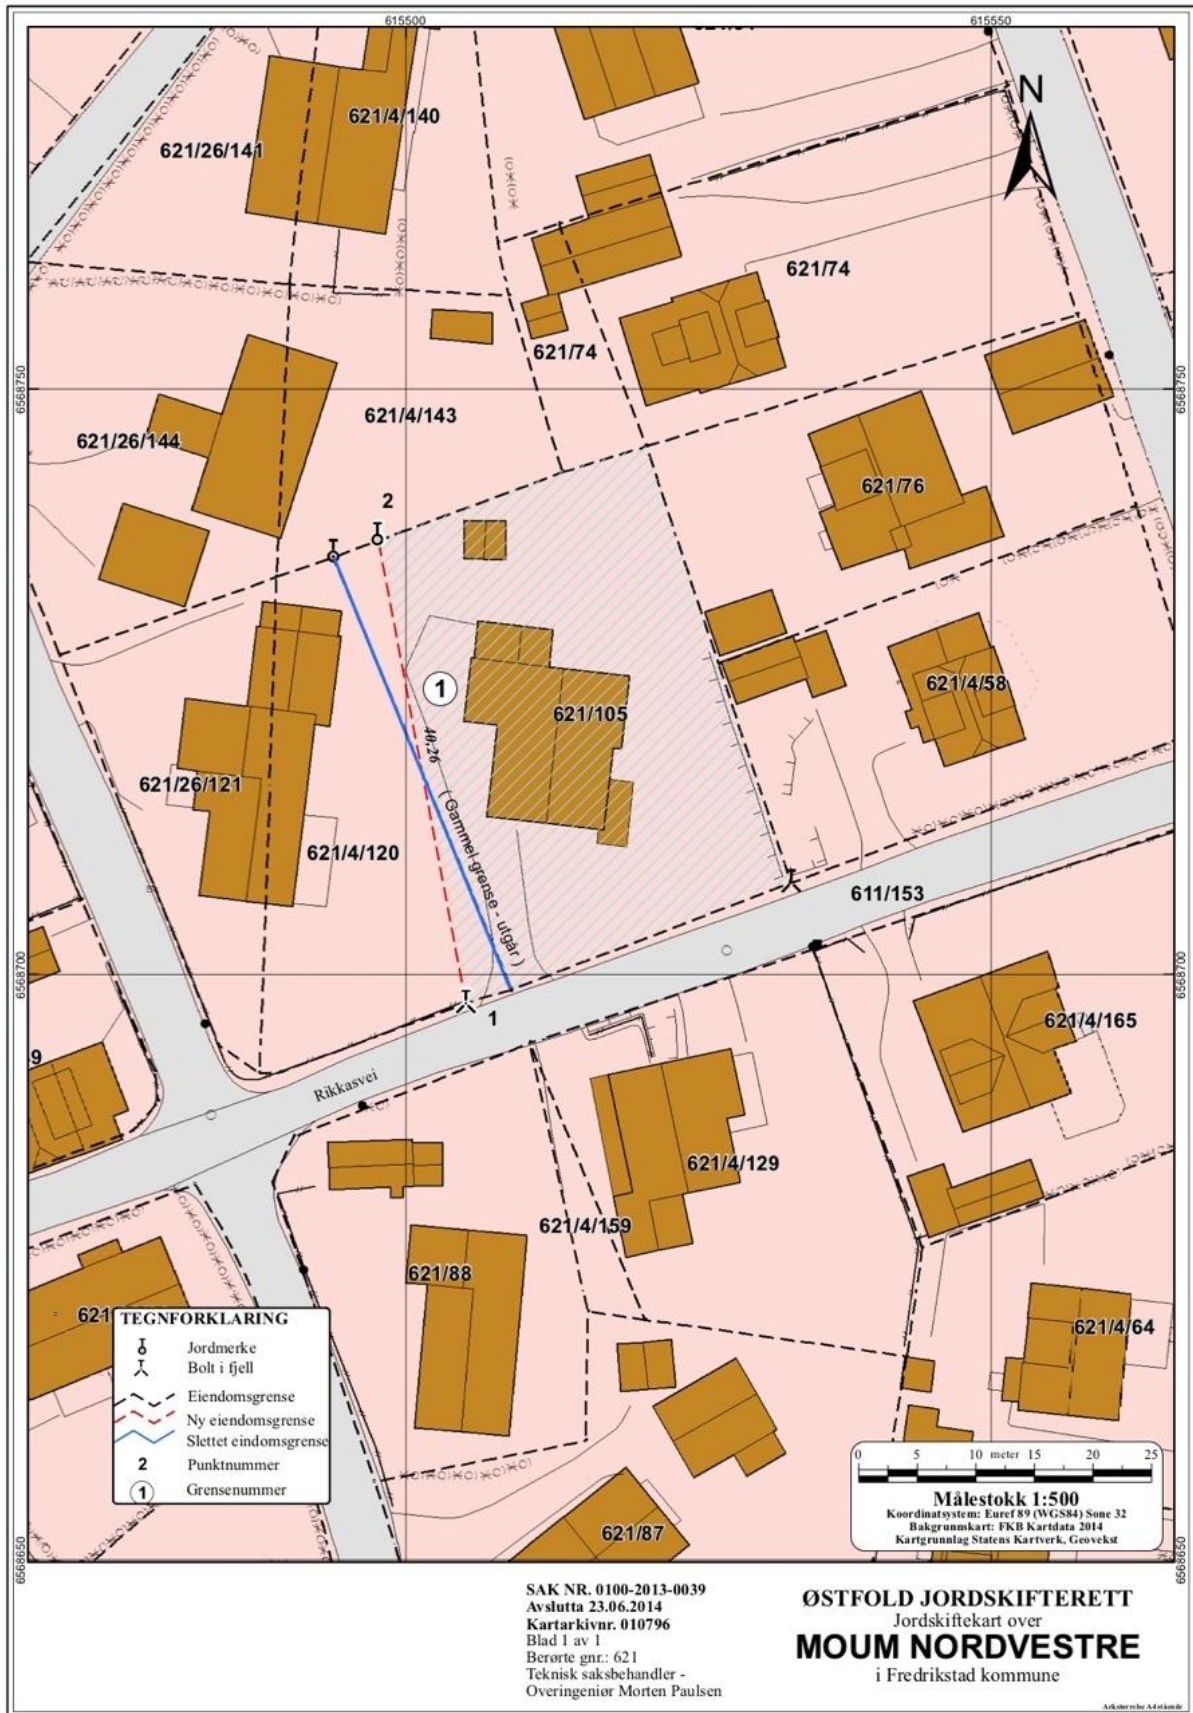 615500
615550
N
621/4/140
621/26/141
621/74
621/74
6568750
6568750
621/4/143
621/26/144
621/76
2
1
621/105
621/4/58
40.26
( Gammel grense - utgår )
621/26/121
621/4/120
611/153
6568700
6568700
1
621/4/165
9
Rikkasvei
621/4/129
621/4/159
621/88
621
621/4/64
TEGNFORKLARING
Jordmerke
Bolt i fjell
Eiendomsgrense
Ny eiendomsgrense
Slettet eindomsgrense
2 Punktnummer
1 Grensenummer
621/87
0 5 10 meter 15 20 25
Målestokk 1:500
Koordinatsystem: Euref 89 (WGS84) Sone 32
Bakgrunnskart: FKB Kartdata 2014
Kartgrunnlag Statens Kartverk, Geovekst
6568650
6568650
SAK NR. 0100-2013-0039
Avslutta 23.06.2014
Kartarkivnr. 010796
Blad 1 av 1
Berørte gnr.: 621
Teknisk saksbehandler -
Overingeniør Morten Paulsen
ØSTFOLD JORDSKIFTERETT
Jordskiftekart over
MOUM NORDVESTRE
i Fredrikstad kommune
Arkstørrelse A4 stående